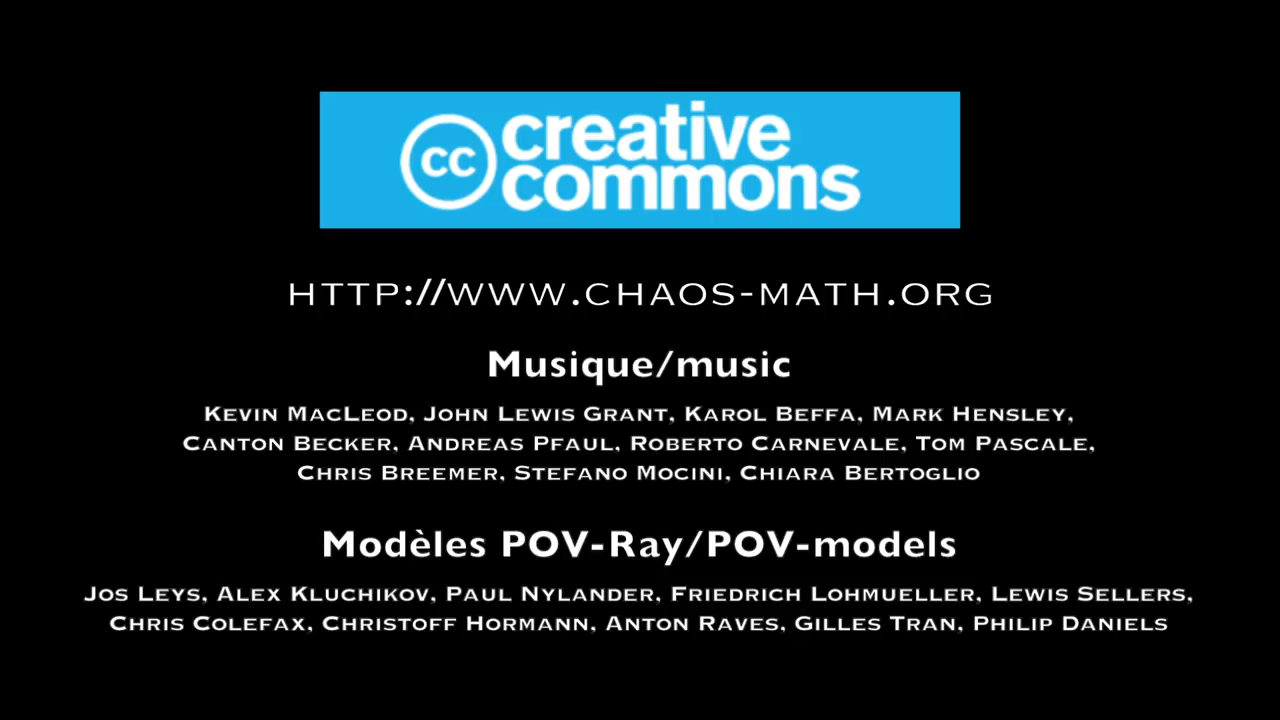 cc creative
commons
HTTP://WWW.CHAOS-MATH.ORG
Musique/music
KEVIN MACLEOD, JOHN LEWIS GRANT, KAROL BEFFA, MARK HENSLEY,
CANTON BECKER, ANDREAS PFAUL, ROBERTO CARNEVALE, TOM PASCALE,
CHRIS BREEMER, STEFANO MOCINI, CHIARA BERTOGLIO
Modèles POV-Ray/POV-models
JOS LEYS, ALEX KLUCHIKOV, PAUL NYLANDER, FRIEDRICH LOHMUELLER, LEWIS SELLERS,
CHRIS COLEFAX, CHRISTOFF HORMANN, ANTON RAVES, GILLES TRAN, PHILIP DANIELS